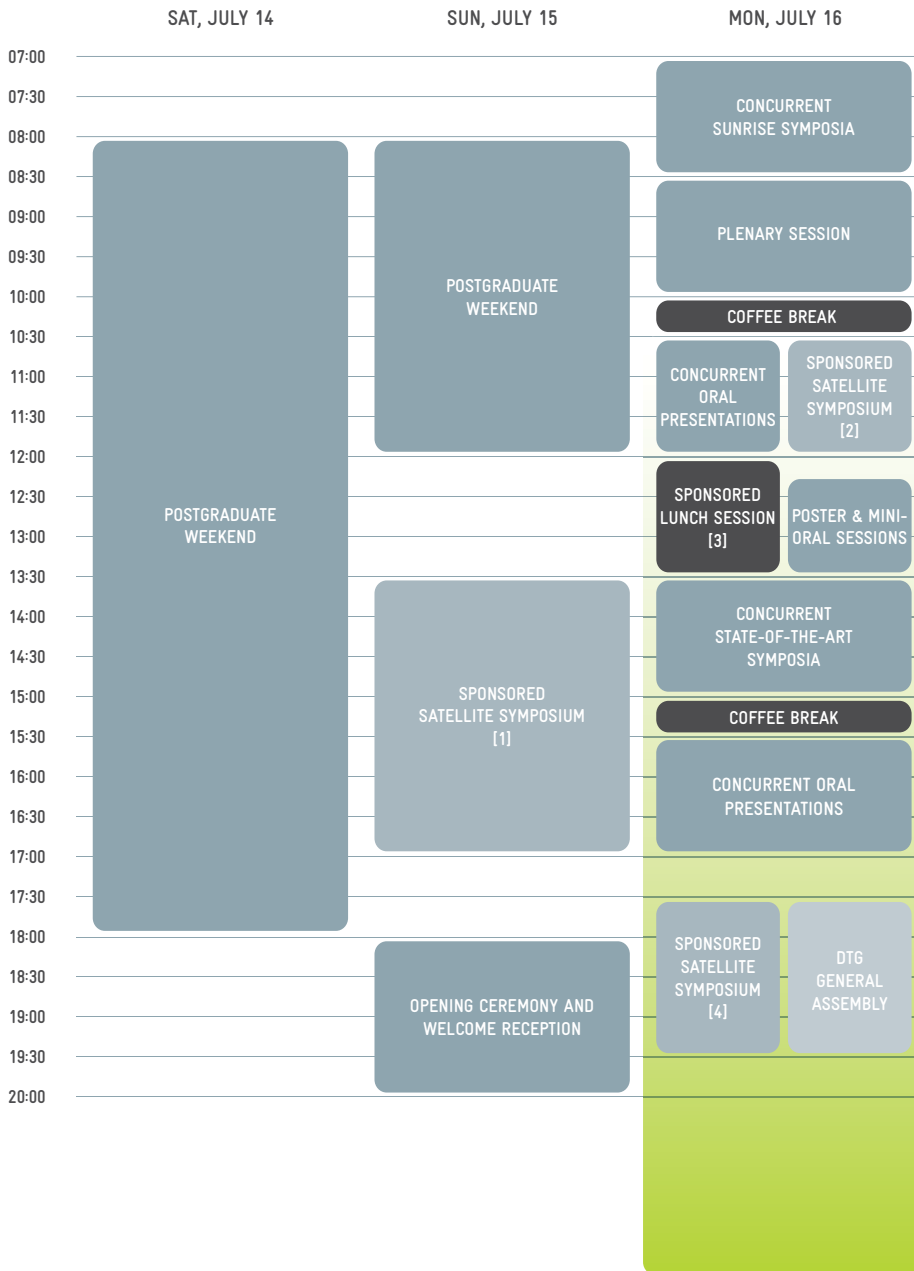 SAT, JULY 14
SUN, JULY 15
MON, JULY 16
07:00
07:30
08:00
08:30
09:00
09:30
10:00
10:30
11:00
11:30
12:00
12:30
13:00
13:30
14:00
14:30
15:00
15:30
16:00
16:30
17:00
17:30
18:00
18:30
19:00
19:30
20:00
POSTGRADUATE
WEEKEND
POSTGRADUATE
WEEKEND
SPONSORED
SATELLITE SYMPOSIUM
[1]
OPENING CEREMONY AND
WELCOME RECEPTION
CONCURRENT
SUNRISE SYMPOSIA
PLENARY SESSION
COFFEE BREAK
CONCURRENT
ORAL
PRESENTATIONS
SPONSORED
SATELLITE
SYMPOSIUM
[2]
SPONSORED
LUNCH SESSION
[3]
POSTER & MINI-
ORAL SESSIONS
CONCURRENT
STATE-OF-THE-ART
SYMPOSIA
COFFEE BREAK
CONCURRENT ORAL
PRESENTATIONS
SPONSORED
SATELLITE
SYMPOSIUM
[4]
DTG
GENERAL
ASSEMBLY